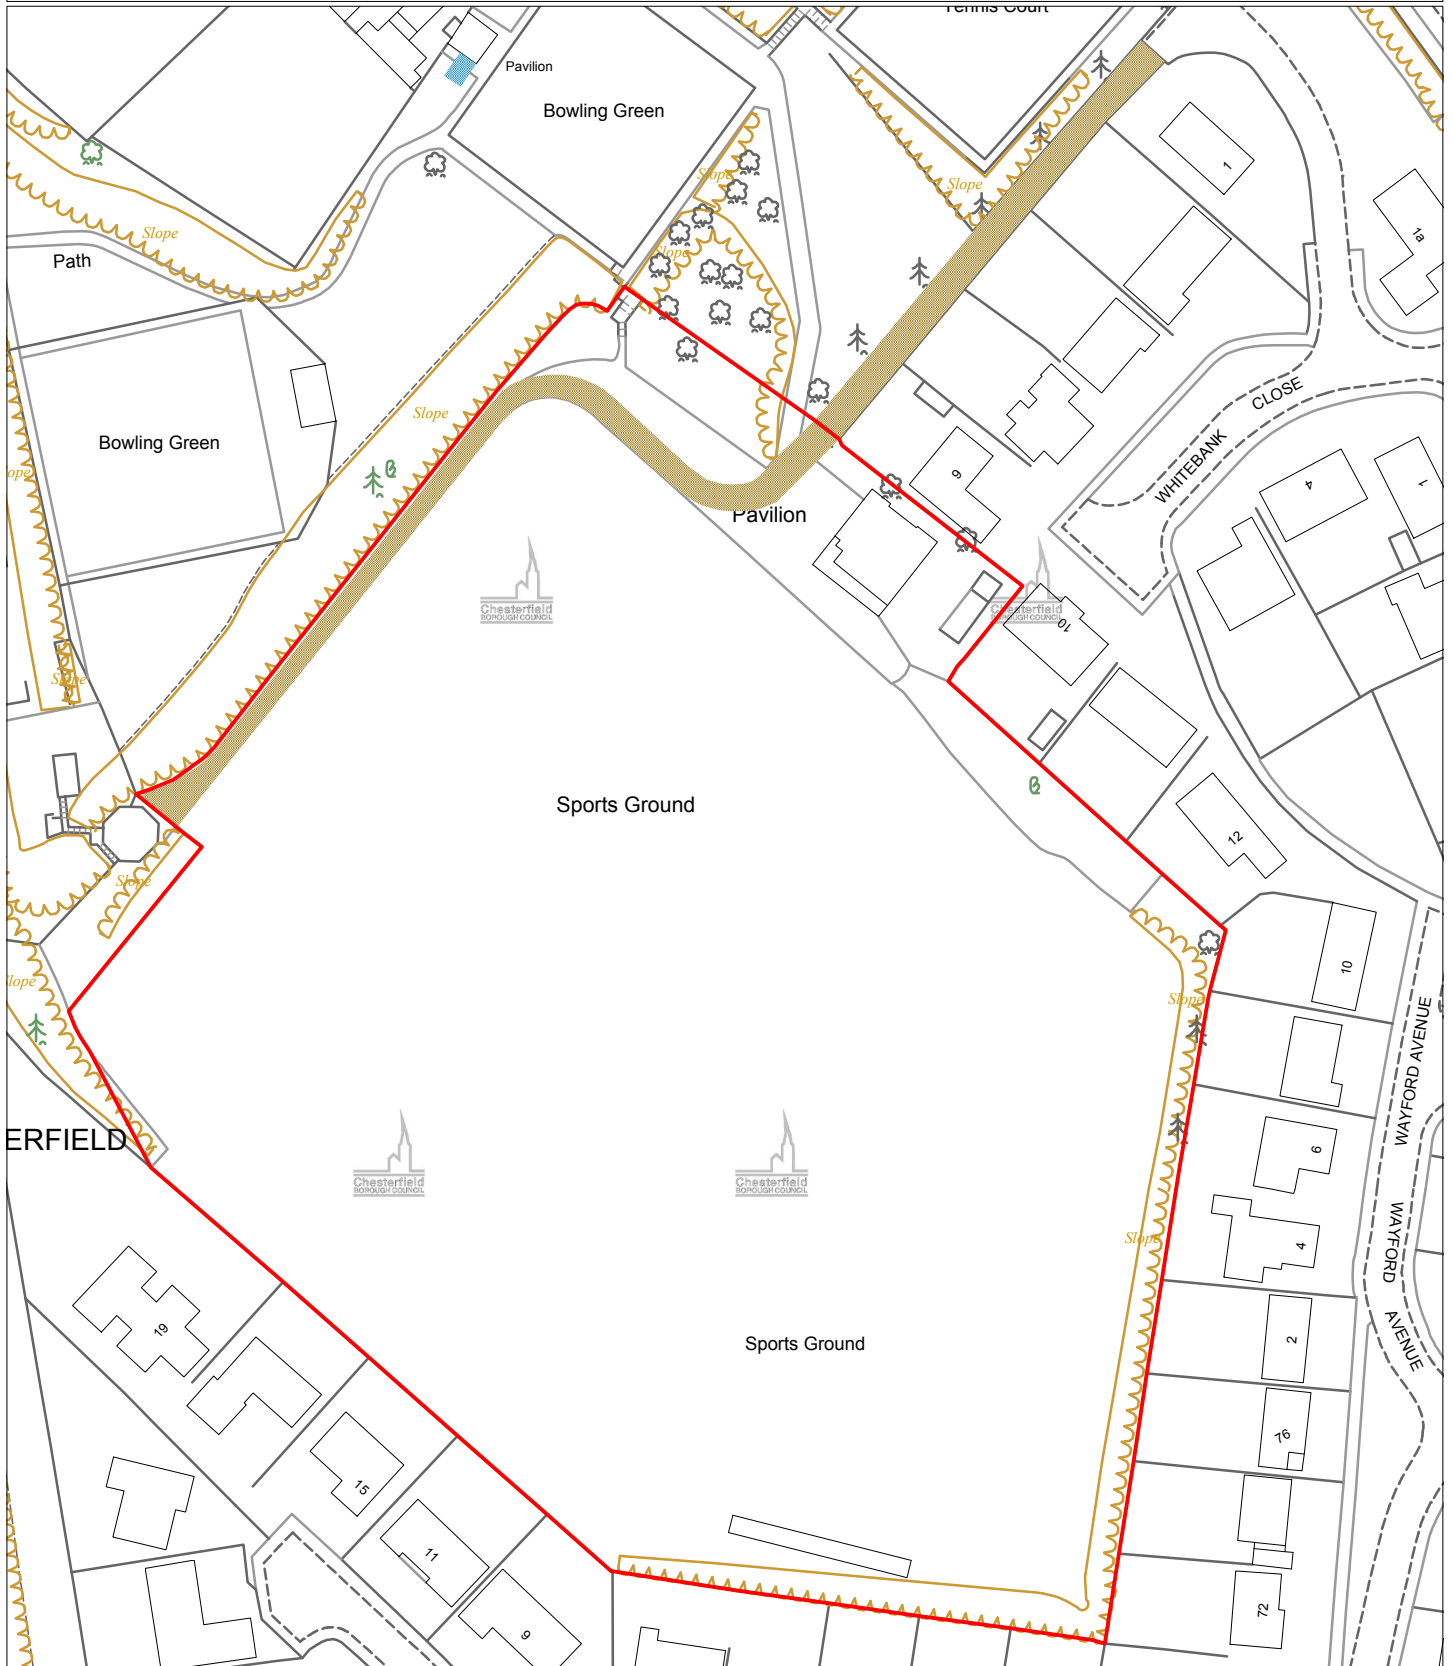 Tennis Court
Pavilion
Bowling Green
1
1a
Slope
Slope
Slope
Slope
Path
Slope
CLOSE
WHITEBANK
Slope
Bowling Green
9
4
1
Pavilion
Chesterfield
BOROUGH COUNCIL
Chesterfield
BOROUGH COUNCIL
10
Slope
Sports Ground
12
Slope
10
Slope
WAYFORD AVENUE
ERFIELD
6
Chesterfield
BOROUGH COUNCIL
Chesterfield
BOROUGH COUNCIL
Slope
4
WAYFORD
AVENUE
19
Sports Ground
2
76
15
11
9
72